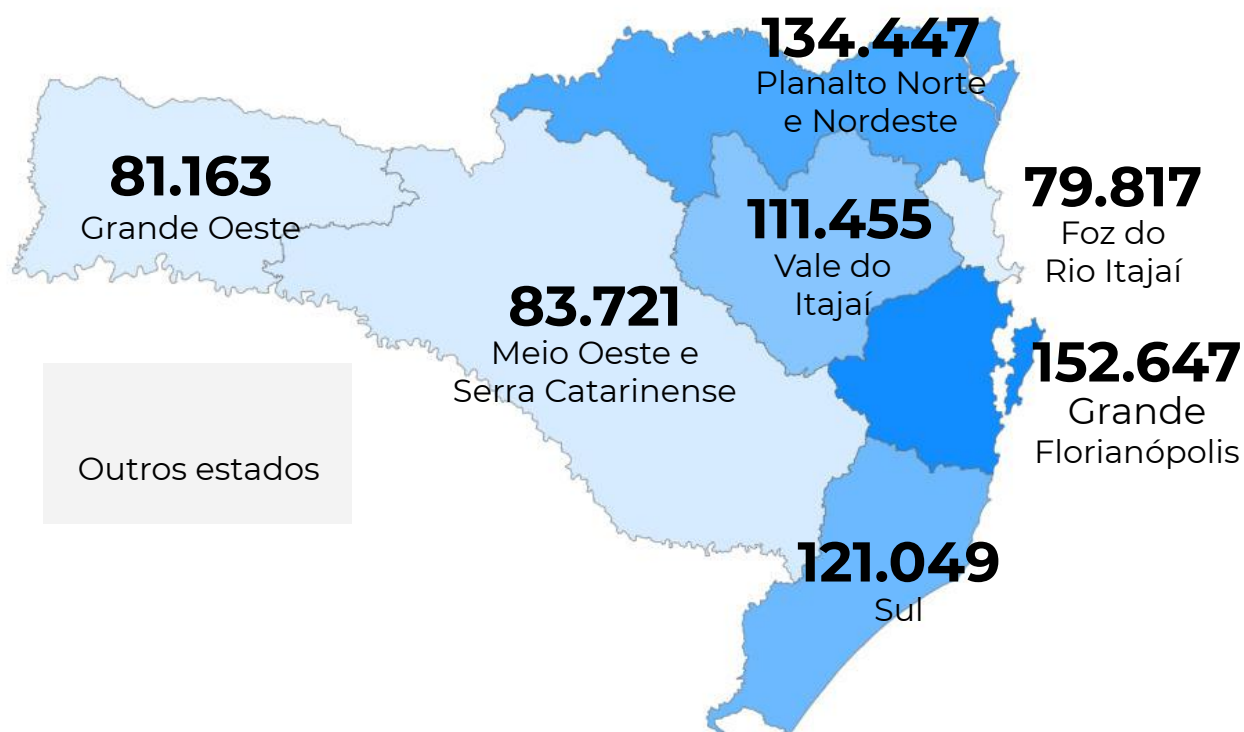 134.447
Planalto Norte
e Nordeste
81.163
Grande Oeste
79.817
Foz do
Rio Itajaí
111.455
Vale do
Itajaí
83.721
Meio Oeste e
Serra Catarinense
152.647
Grande
Florianópolis
Outros estados
121.049
Sul